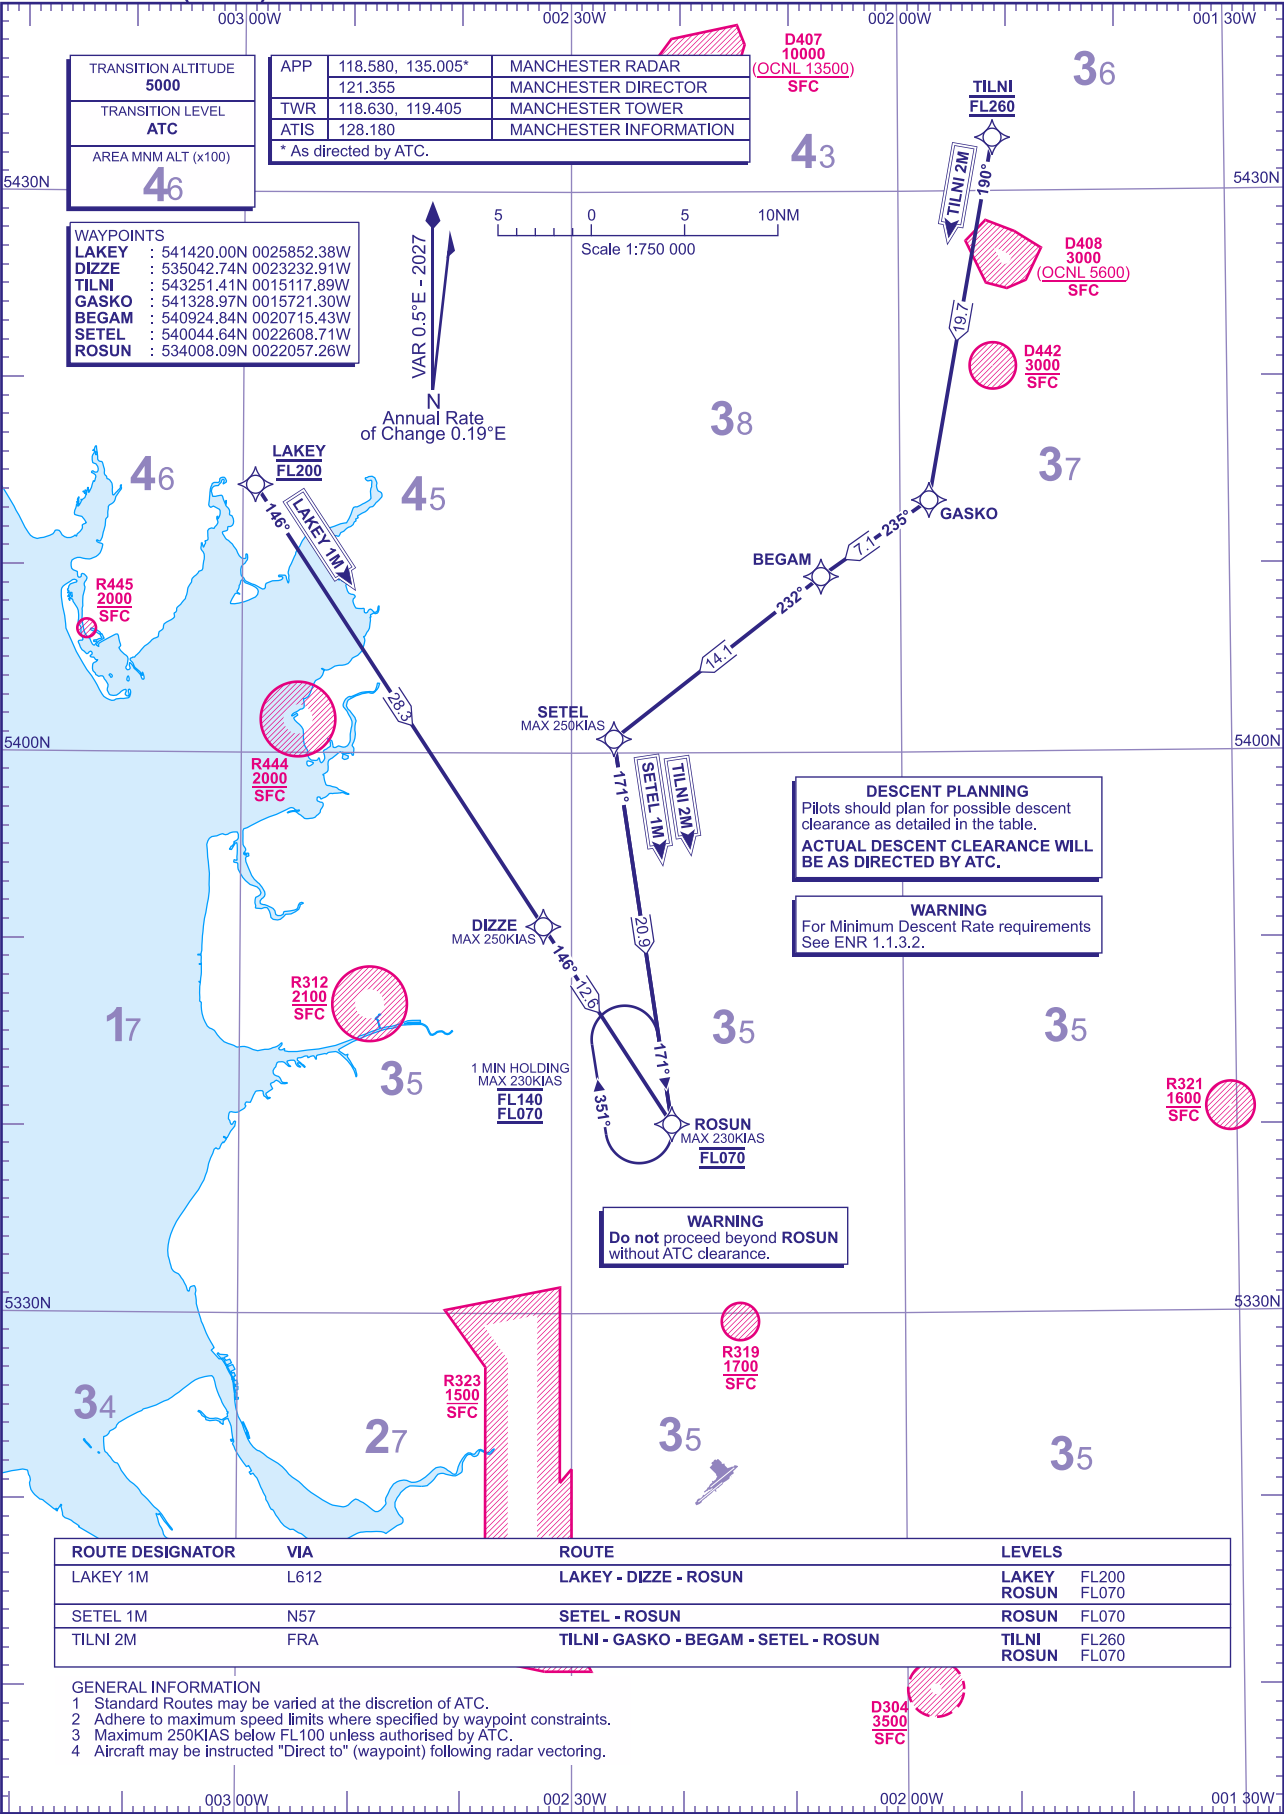 003 00W
002 30W
002 00W
001 30W
TRANSITION ALTITUDE
5000
TRANSITION LEVEL
ATC
AREA MNM ALT (x100)
46
APP 118.580, 135.005* MANCHESTER RADAR
121.355 MANCHESTER DIRECTOR
TWR 118.630, 119.405 MANCHESTER TOWER
ATIS 128.180 MANCHESTER INFORMATION
* As directed by ATC.
D407
10000
(OCNL 13500)
SFC
36
43
TILNI
FL260
TILNI 2M
190°
5430N
5430N
WAYPOINTS
LAKEY : 541420.00N 0025852.38W
DIZZE : 535042.74N 0023232.91W
TILNI : 543251.41N 0015117.89W
GASKO : 541328.97N 0015721.30W
BEGAM : 540924.84N 0020715.43W
SETEL : 540044.64N 0022608.71W
ROSUN : 534008.09N 0022057.26W
VAR 0.5°E - 2027
N
Annual Rate
of Change 0.19°E
5 0 5 10NM
Scale 1:750 000
D408
3000
(OCNL 5600)
SFC
19.7
D442
3000
SFC
38
37
46
45
LAKEY
FL200
LAKEY 1M
146°
GASKO
235°
7.1
BEGAM
232°
14.1
R445
2000
SFC
28.3
SETEL
MAX 250KIAS
5400N
5400N
R444
2000
SFC
171°
SETEL 1M
TILNI 2M
DESCENT PLANNING
Pilots should plan for possible descent
clearance as detailed in the table.
ACTUAL DESCENT CLEARANCE WILL
BE AS DIRECTED BY ATC.
WARNING
For Minimum Descent Rate requirements
See ENR 1.1.3.2.
DIZZE
MAX 250KIAS
146°
12.6
20.9
R312
2100
SFC
17
35
35
35
1 MIN HOLDING
MAX 230KIAS
FL140
FL070
351°
171°
ROSUN
MAX 230KIAS
FL070
R321
1600
SFC
WARNING
Do not proceed beyond ROSUN
without ATC clearance.
5330N
5330N
R319
1700
SFC
R323
1500
SFC
34
27
35
35
ROUTE DESIGNATOR VIA ROUTE LEVELS
LAKEY 1M L612 LAKEY - DIZZE - ROSUN LAKEY FL200
ROSUN FL070
SETEL 1M N57 SETEL - ROSUN ROSUN FL070
TILNI 2M FRA TILNI - GASKO - BEGAM - SETEL - ROSUN TILNI FL260
ROSUN FL070
GENERAL INFORMATION
1 Standard Routes may be varied at the discretion of ATC.
2 Adhere to maximum speed limits where specified by waypoint constraints.
3 Maximum 250KIAS below FL100 unless authorised by ATC.
4 Aircraft may be instructed "Direct to" (waypoint) following radar vectoring.
D304
3500
SFC
003 00W
002 30W
002 00W
001 30W